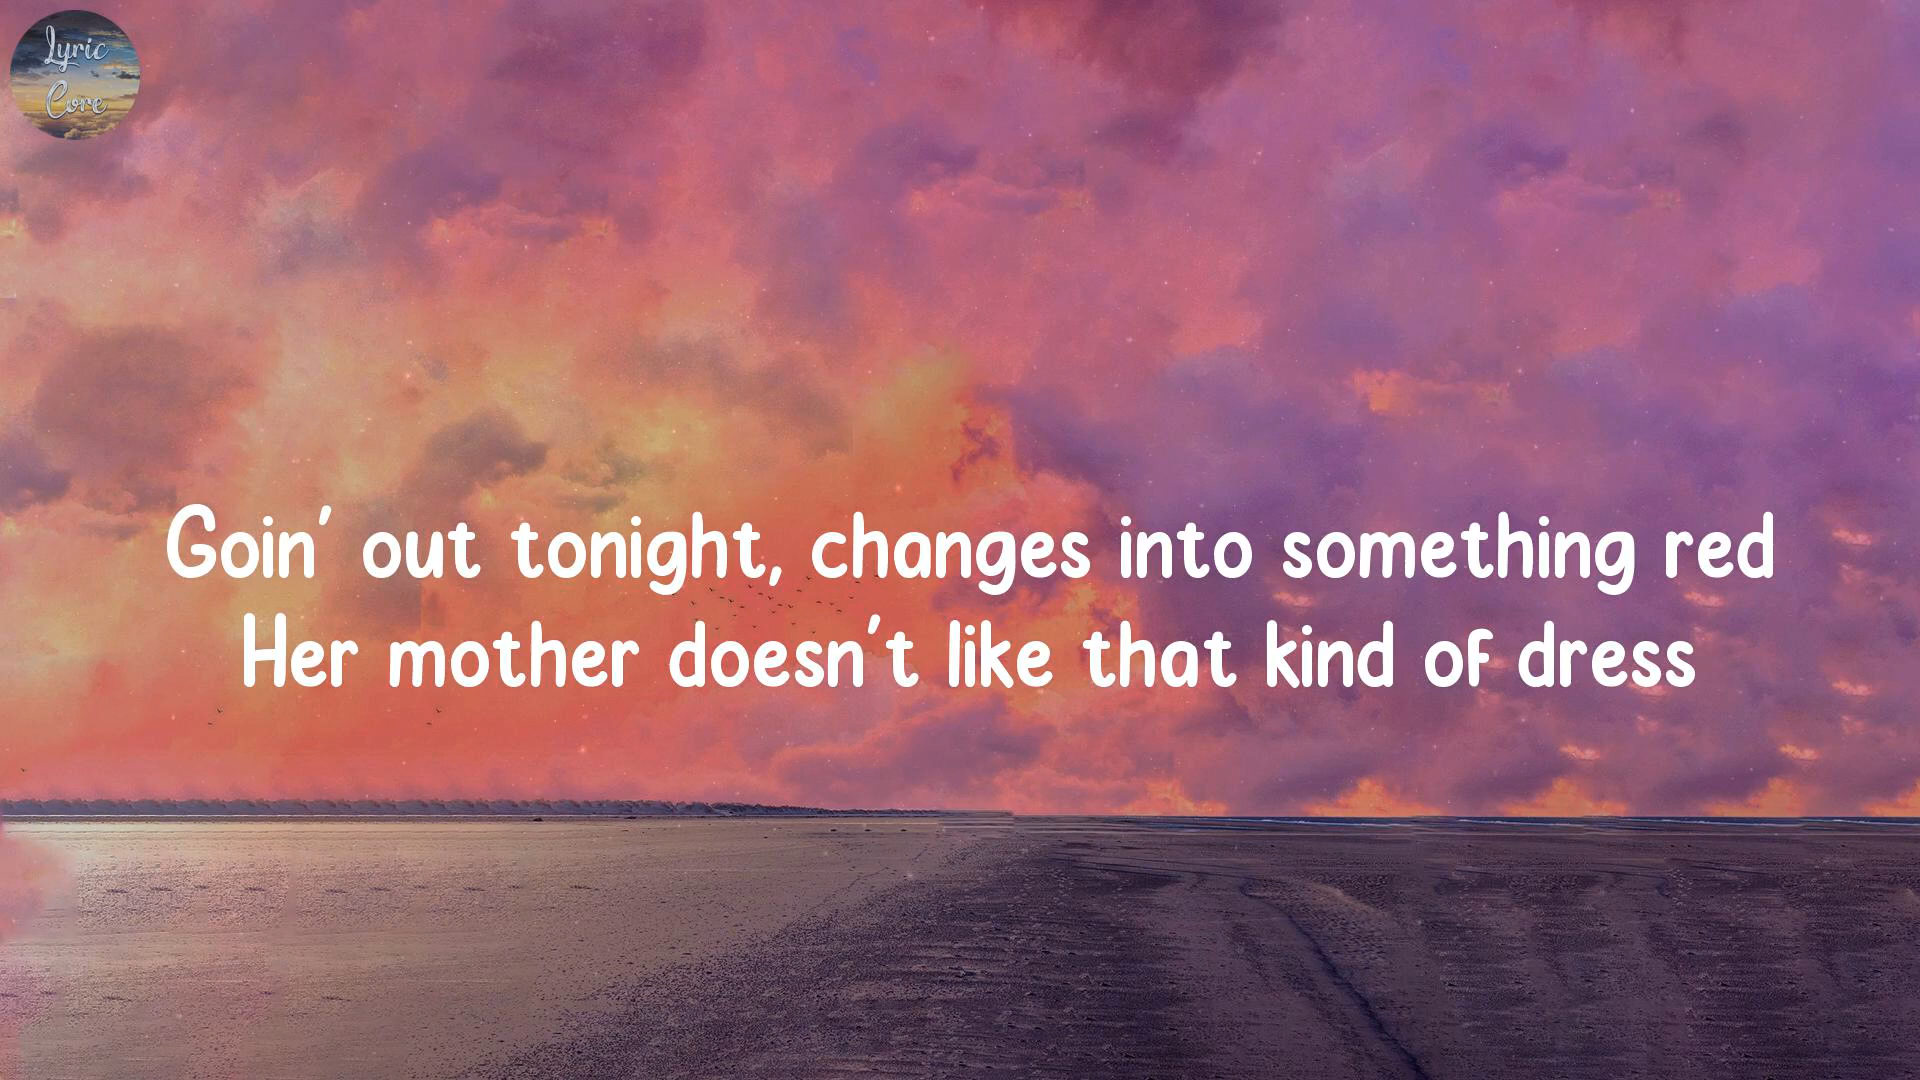 Lyric
Core
Goin' out tonight, changes into something red
Her mother doesn't like that kind of dress